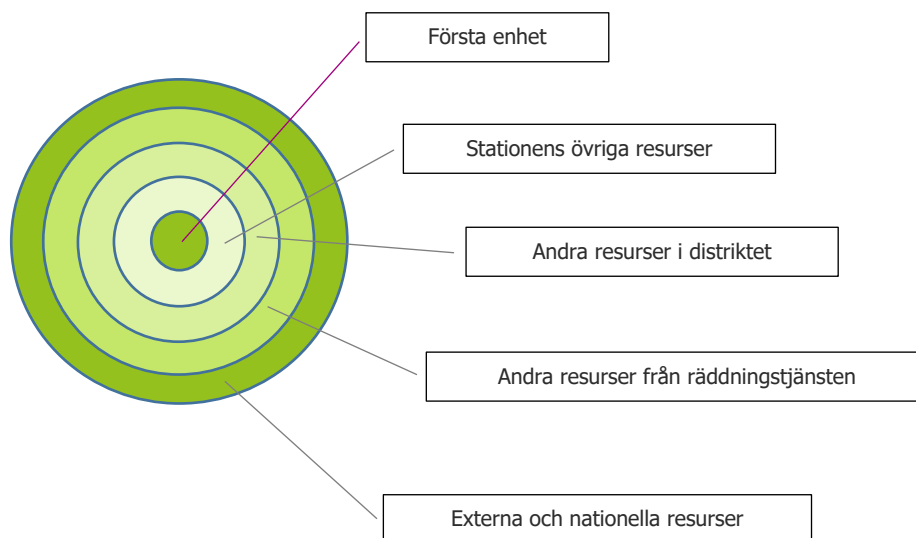 Första enhet
Stationens övriga resurser
Andra resurser i distriktet
Andra resurser från räddningstjänsten
Externa och nationella resurser